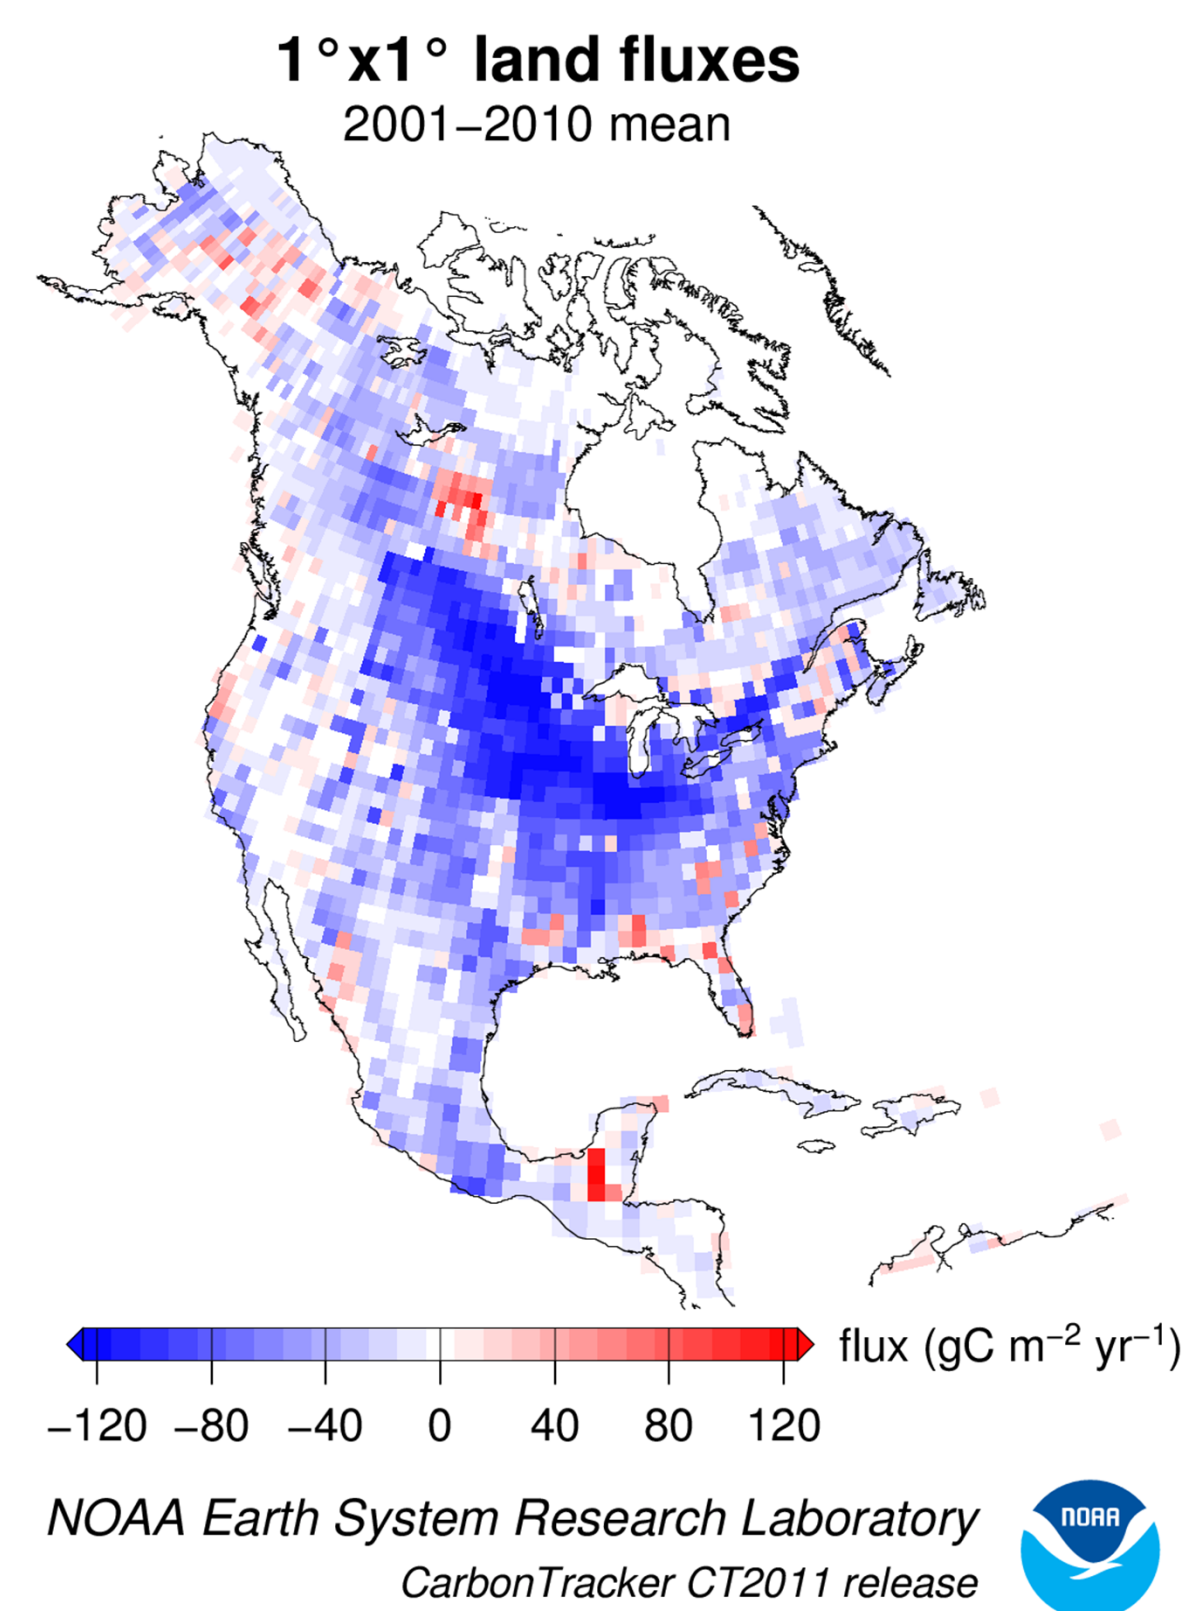 1°x1° land fluxes
2001–2010 mean
flux (gC m⁻² yr⁻¹)
−120 −80 −40 0 40 80 120
NOAA Earth System Research Laboratory
NOAA
CarbonTracker CT2011 release